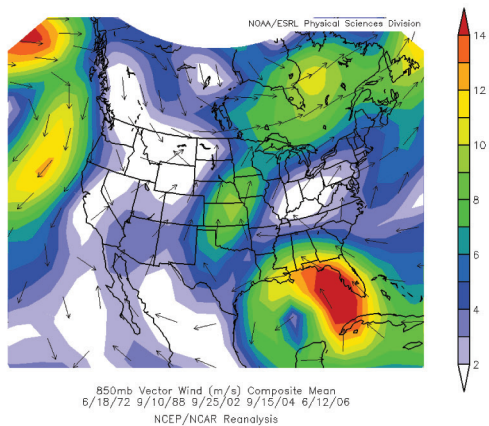 NOAA/ESRL Physical Sciences Division
14
12
10
8
6
4
2
850mb Vector Wind (m/s) Composite Mean
6/18/72 9/10/88 9/25/02 9/15/04 6/12/06
NCEP/NCAR Reanalysis